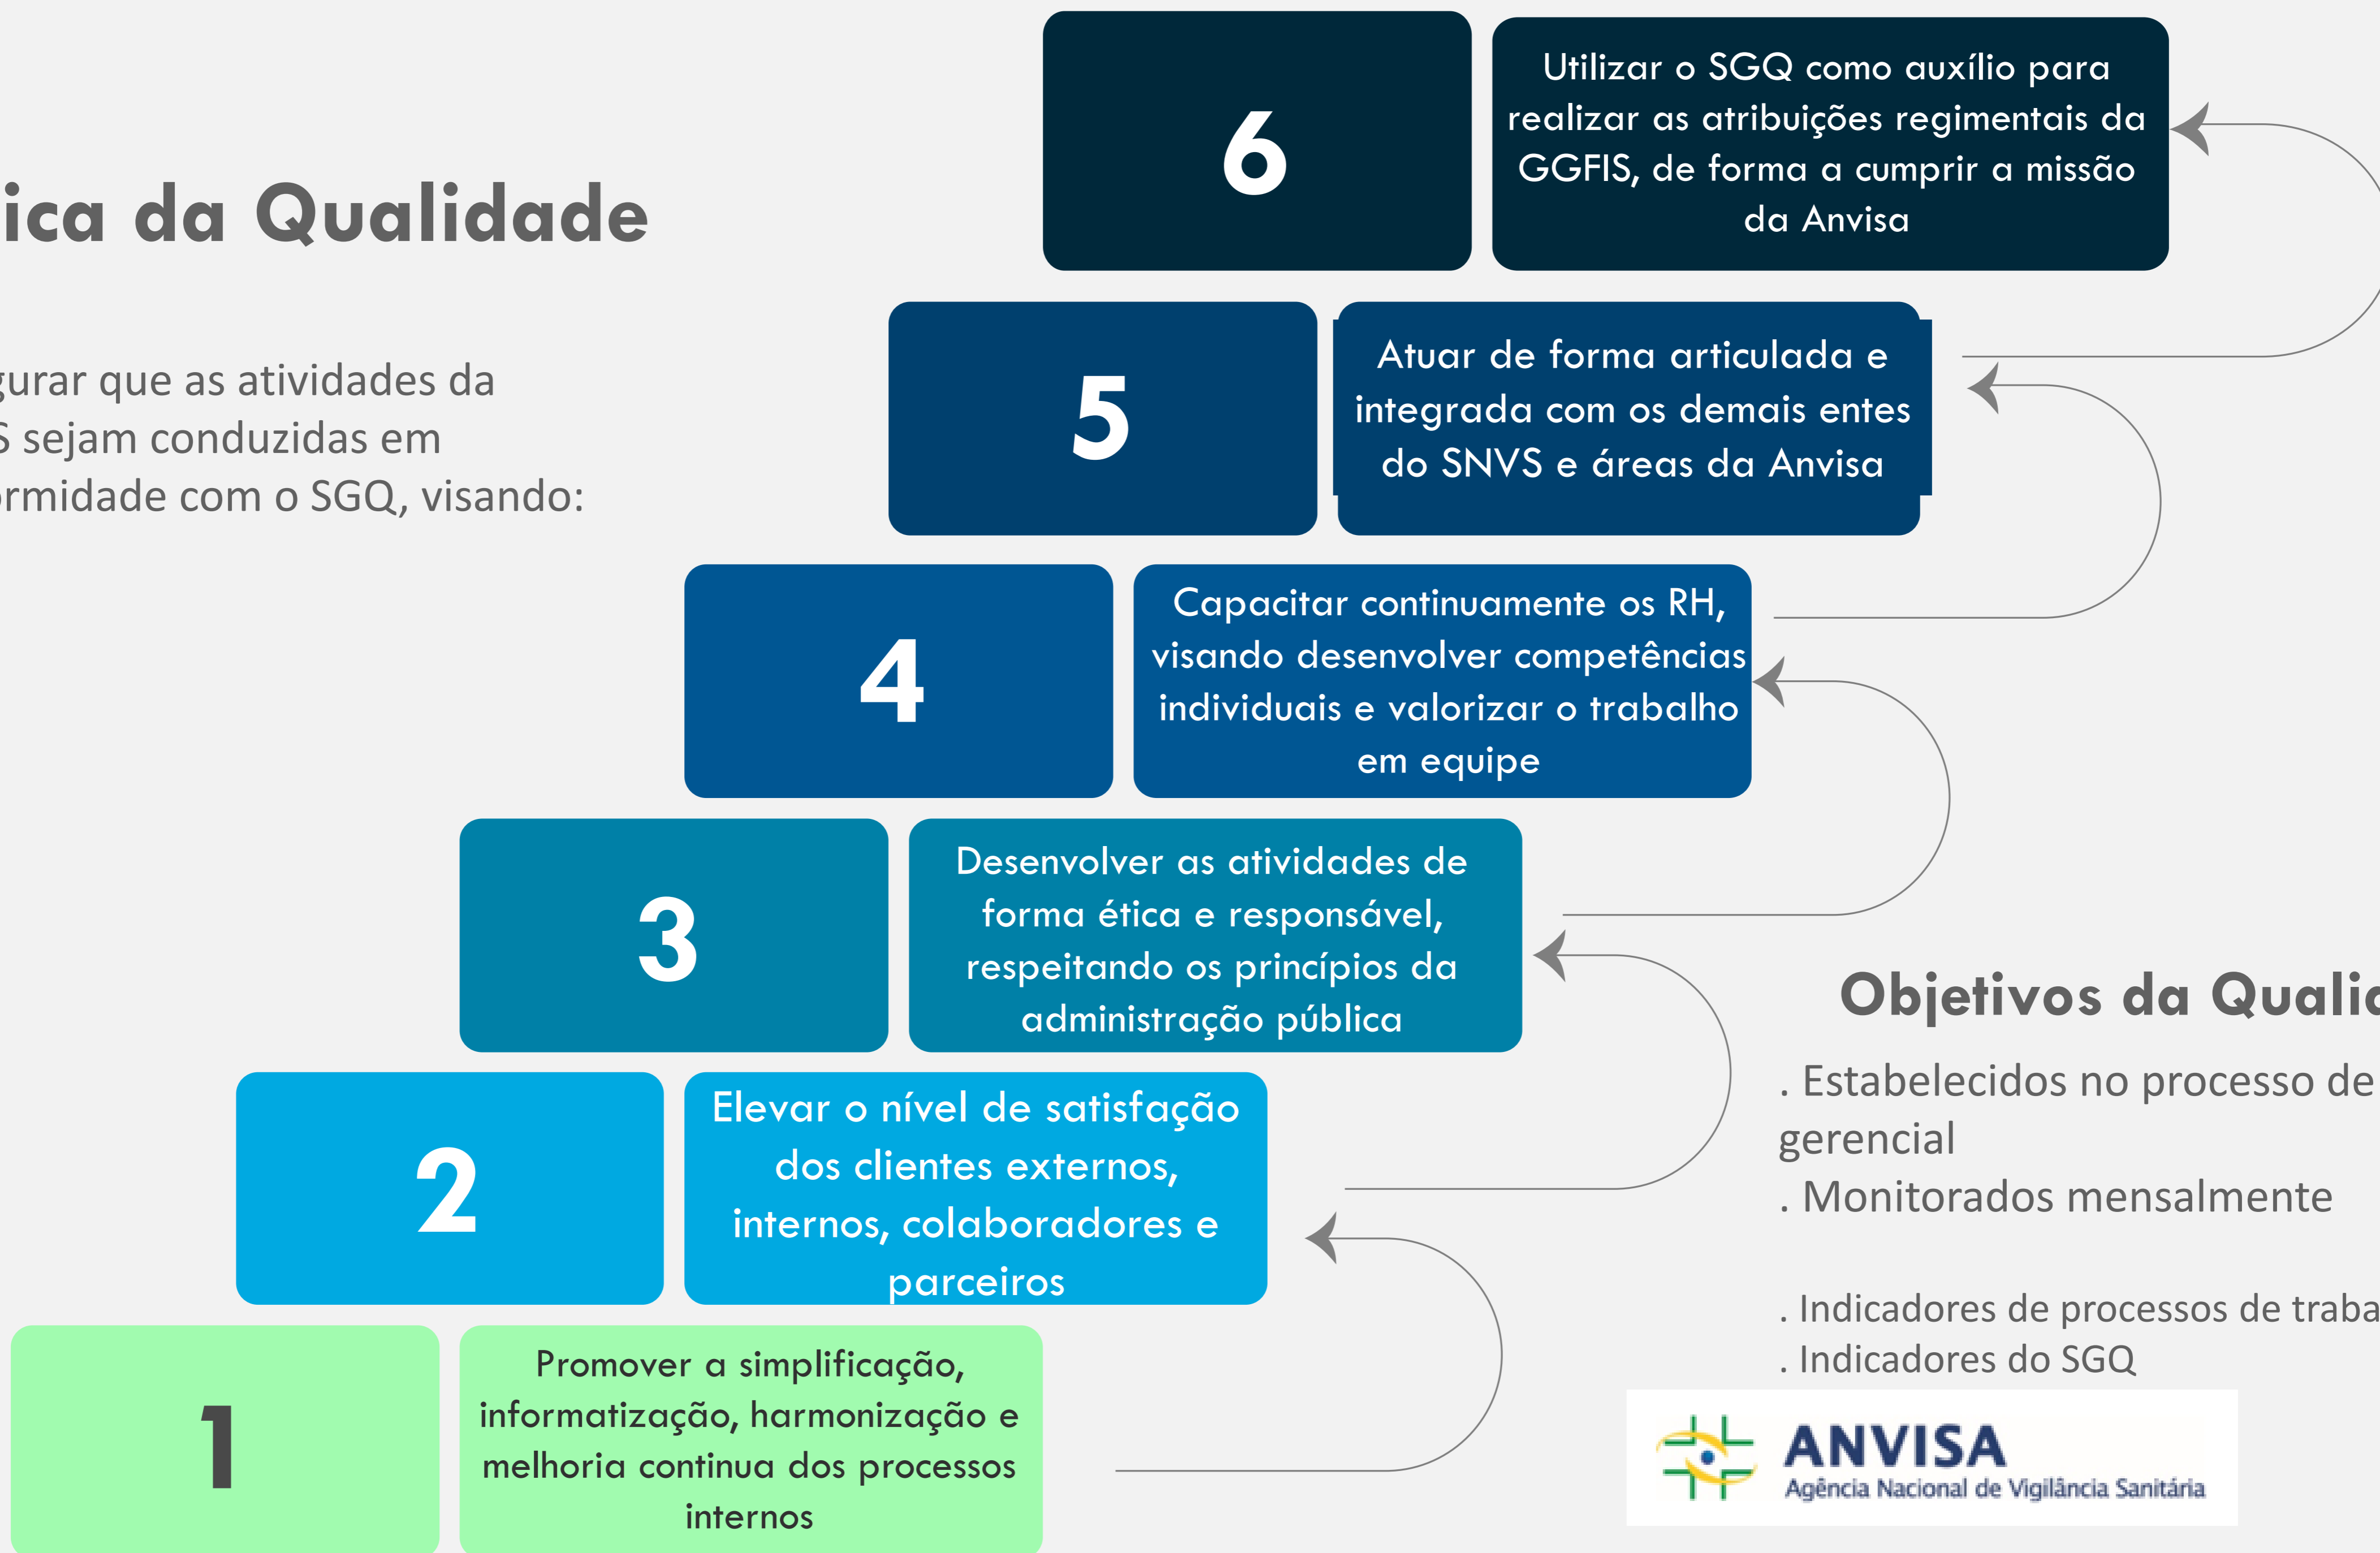 ica da Qualidade
gurar que as atividades da
S sejam conduzidas em
ormidade com o SGQ, visando:
6
Utilizar o SGQ como auxílio para
realizar as atribuições regimentais da
GGFIS, de forma a cumprir a missão
da Anvisa
5
Atuar de forma articulada e
integrada com os demais entes
do SNVS e áreas da Anvisa
4
Capacitar continuamente os RH,
visando desenvolver competências
individuais e valorizar o trabalho
em equipe
3
Desenvolver as atividades de
forma ética e responsável,
respeitando os princípios da
administração pública
2
Elevar o nível de satisfação
dos clientes externos,
internos, colaboradores e
parceiros
1
Promover a simplificação,
informatização, harmonização e
melhoria continua dos processos
internos
Objetivos da Quali
. Estabelecidos no processo de
gerencial
. Monitorados mensalmente
. Indicadores de processos de traba
. Indicadores do SGQ
ANVISA
Agência Nacional de Vigilância Sanitária